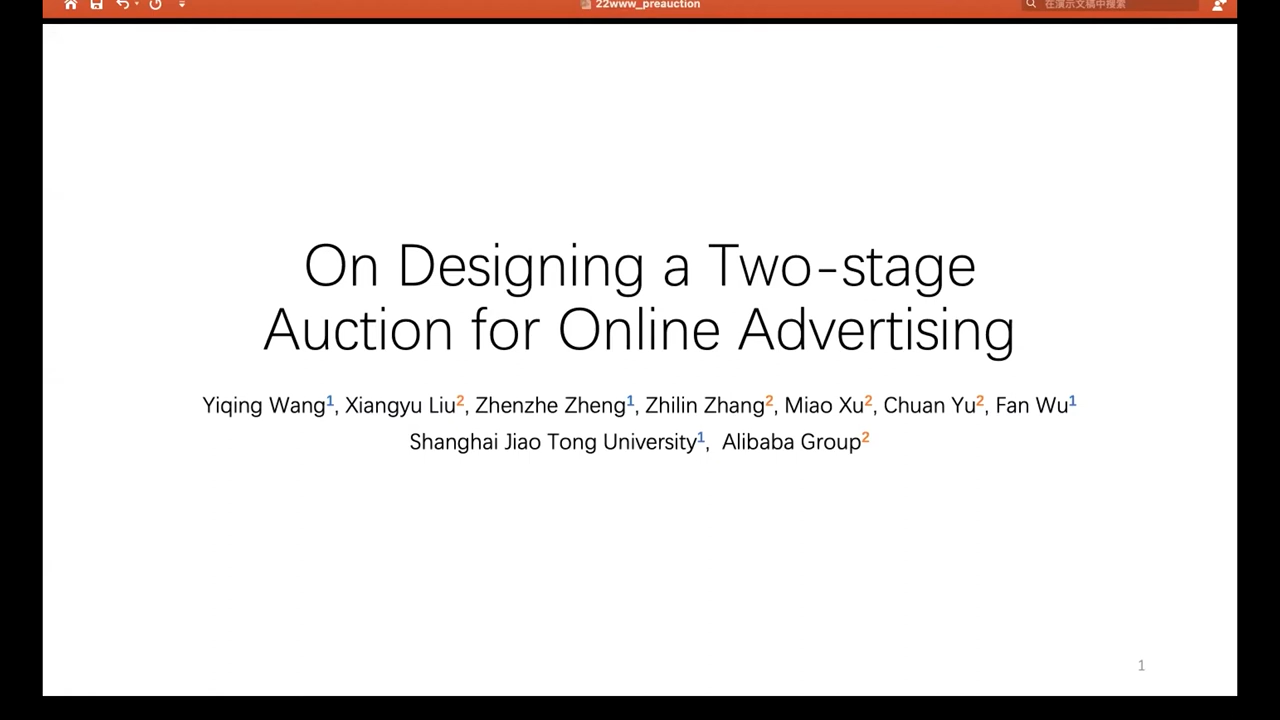 22www_preauction
在演示文稿中搜索
On Designing a Two-stage
Auction for Online Advertising
Yiqing Wang1, Xiangyu Liu2, Zhenzhe Zheng1, Zhilin Zhang2, Miao Xu2, Chuan Yu2, Fan Wu1
Shanghai Jiao Tong University1, Alibaba Group2
1